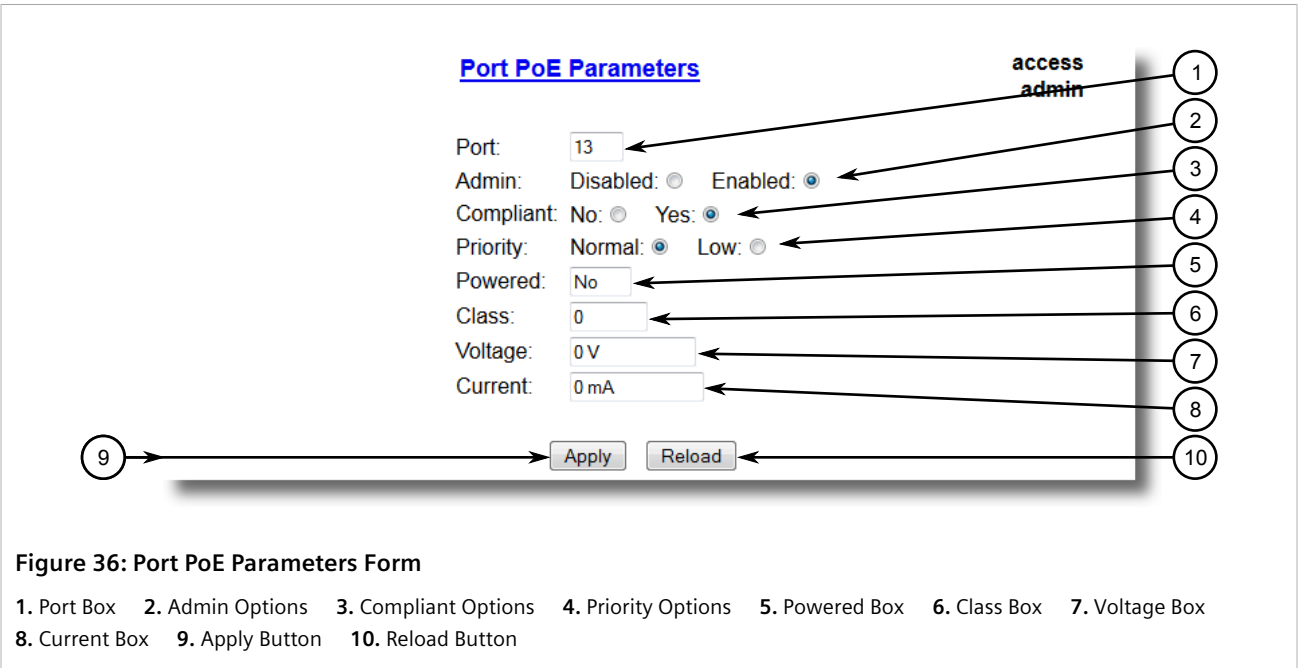 Port PoE Parameters
access
admin
Port: 13
Admin: Disabled: Enabled:
Compliant: No: Yes:
Priority: Normal: Low:
Powered: No
Class: 0
Voltage: 0 V
Current: 0 mA
Apply Reload
1
2
3
4
5
6
7
8
9
10
Figure 36: Port PoE Parameters Form
1. Port Box 2. Admin Options 3. Compliant Options 4. Priority Options 5. Powered Box 6. Class Box 7. Voltage Box
8. Current Box 9. Apply Button 10. Reload Button